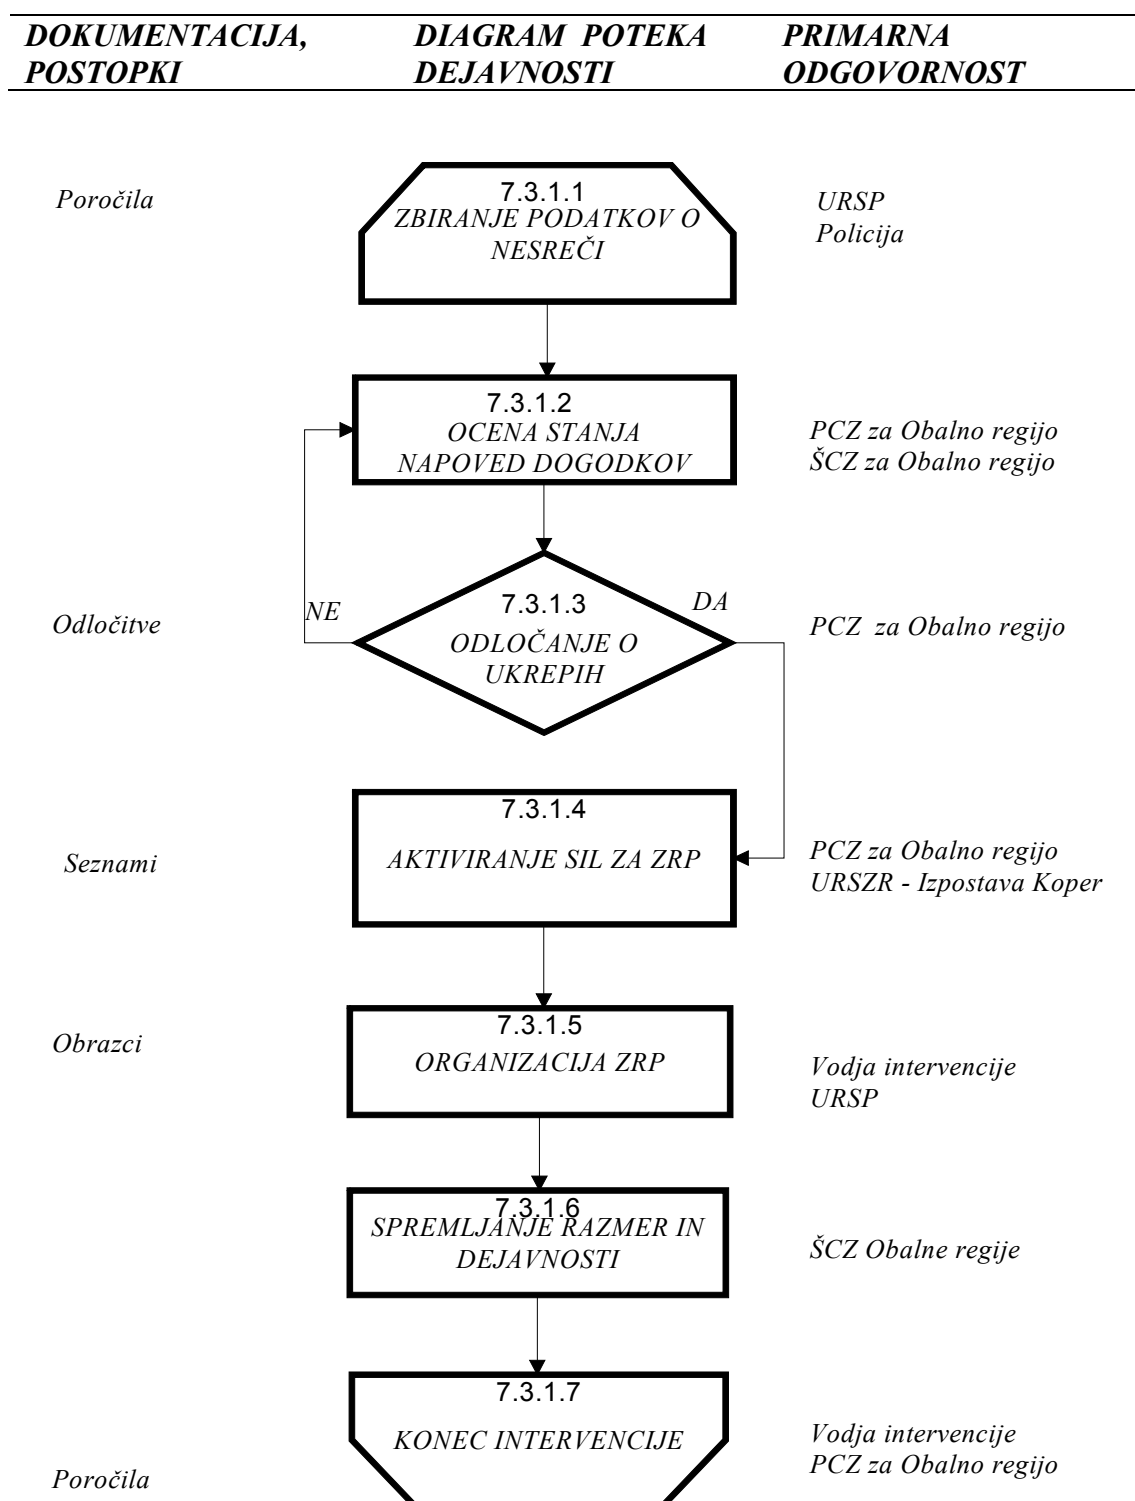 DOKUMENTACIJA, DIAGRAM POTEKA PRIMARNA
POSTOPKI DEJAVNOSTI ODGOVORNOST
Poročila
7.3.1.1
ZBIRANJE PODATKOV O
NESREČI
URSP
Policija
7.3.1.2
OCENA STANJA
NAPOVED DOGODKOV
PCZ za Obalno regijo
ŠCZ za Obalno regijo
Odločitve
NE
7.3.1.3
ODLOČANJE O
UKREPIH
DA
PCZ za Obalno regijo
Seznami
7.3.1.4
AKTIVIRANJE SIL ZA ZRP
PCZ za Obalno regijo
URSZR - Izpostava Koper
Obrazci
7.3.1.5
ORGANIZACIJA ZRP
Vodja intervencije
URSP
7.3.1.6
SPREMLJANJE RAZMER IN
DEJAVNOSTI
ŠCZ Obalne regije
7.3.1.7
KONEC INTERVENCIJE
Vodja intervencije
PCZ za Obalno regijo
Poročila